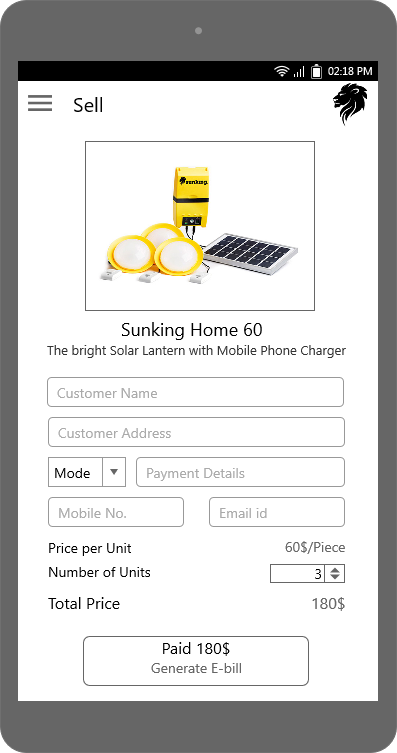 02:18 PM
Sell
sunking.
Sunking Home 60
The bright Solar Lantern with Mobile Phone Charger
Customer Name
Customer Address
Mode Payment Details
Mobile No. Email id
Price per Unit 60$/Piece
Number of Units 3
Total Price 180$
Paid 180$
Generate E-bill